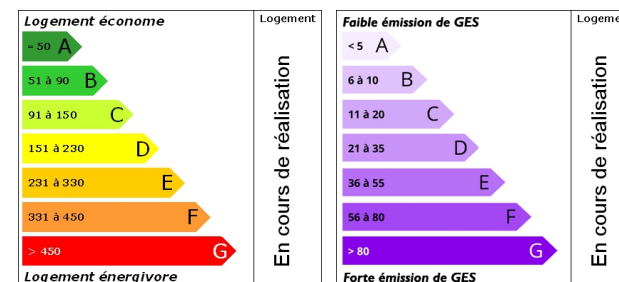 Logement économe
Logement
= 50 A
51 à 90 B
91 à 150 C
151 à 230 D
231 à 330 E
331 à 450 F
> 450 G
En cours de réalisation
Logement énergivore
Faible émission de GES
Logeme
< 5 A
6 à 10 B
11 à 20 C
21 à 35 D
36 à 55 E
56 à 80 F
> 80 G
En cours de réalisation
Forte émission de GES